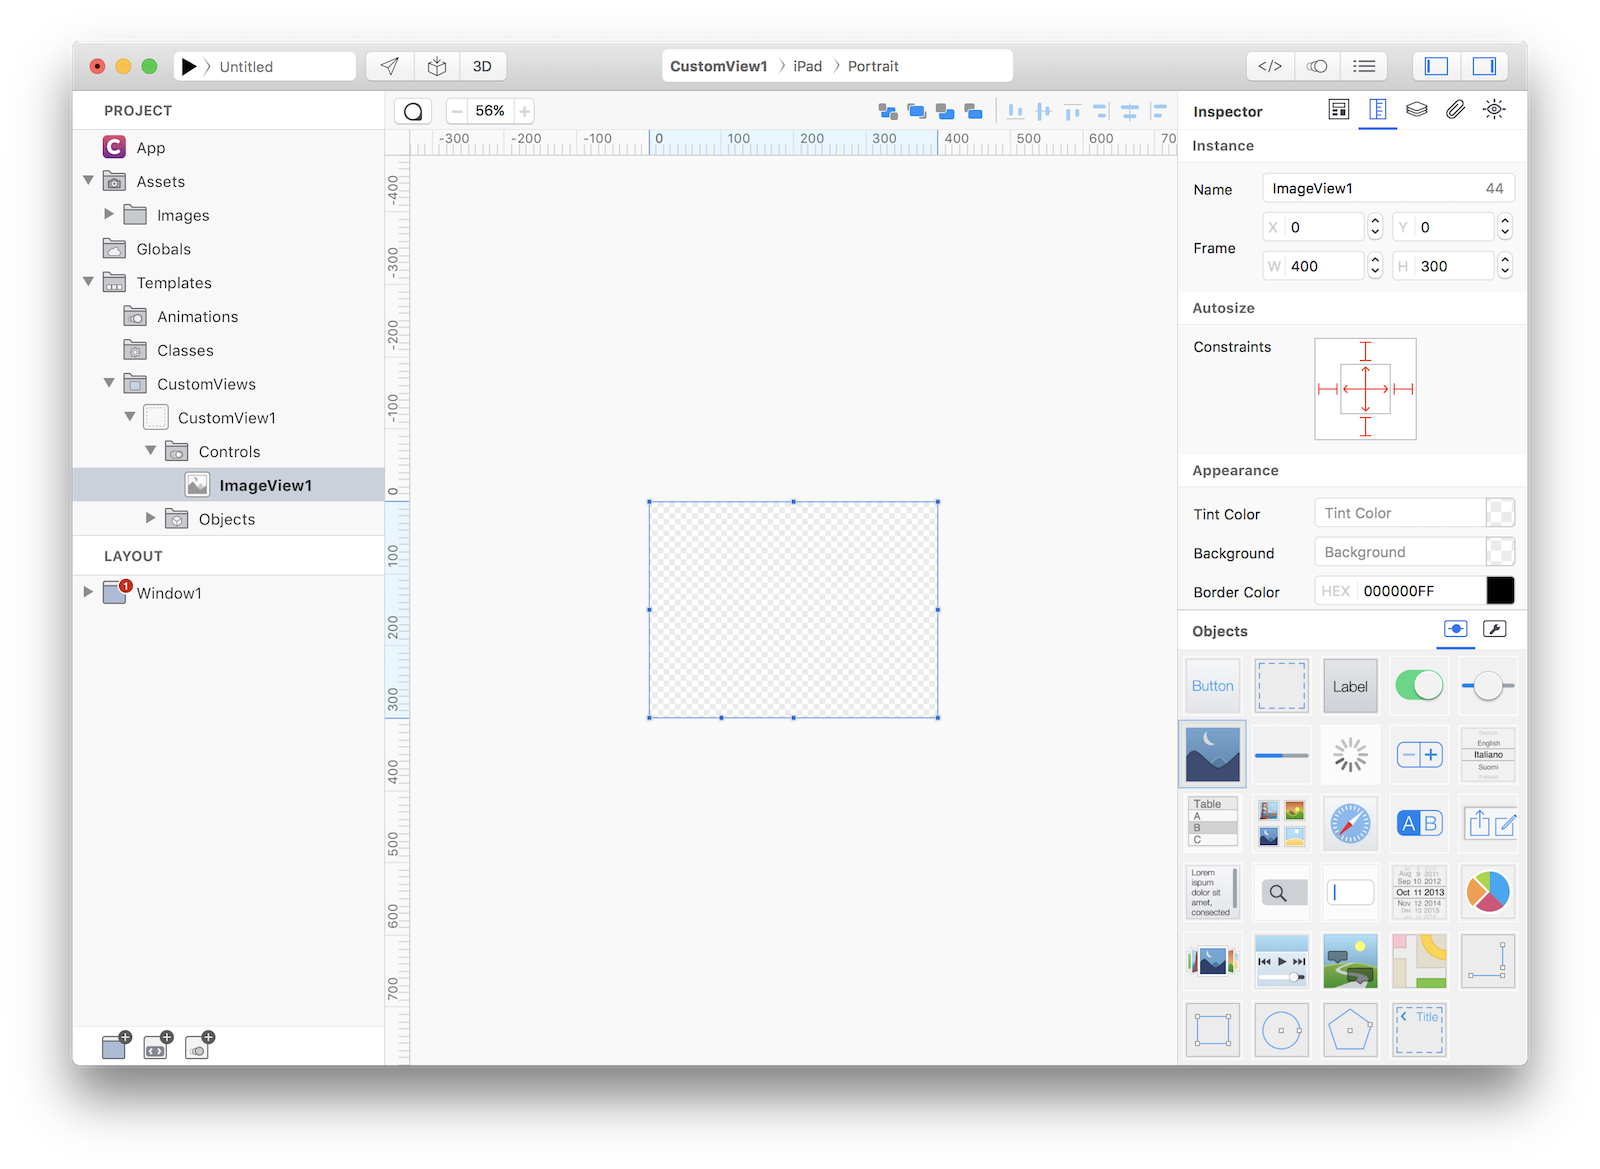 Untitled
3D
CustomView1 > iPad > Portrait
</>
PROJECT
App
Assets
Images
Globals
Templates
Animations
Classes
CustomViews
CustomView1
Controls
ImageView1
Objects
LAYOUT
1
Window1
56%
-300 -200 -100 0 100 200 300 400 500 600 70
-400
-300
-200
-100
0
100
200
300
400
500
600
700
Inspector
Instance
Name ImageView1 44
Frame
X 0 Y 0
W 400 H 300
Autosize
Constraints
Appearance
Tint Color Tint Color
Background Background
Border Color HEX 000000FF
Objects
Button
Label
English
Italiano
Suomi
Table
A
B
C
A B
Lorem
ispum
dolor sit
amet,
consected
Aug 9 2011
Sep 10 2012
Oct 11 2013
Nov 12 2014
Dec 13 2015
Title